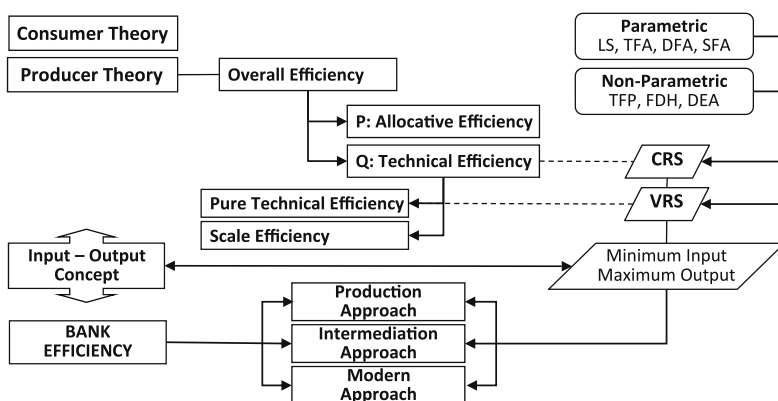 Consumer Theory
Producer Theory
Overall Efficiency
Parametric
LS, TFA, DFA, SFA
Non-Parametric
TFP, FDH, DEA
P: Allocative Efficiency
Q: Technical Efficiency
CRS
Pure Technical Efficiency
VRS
Scale Efficiency
Input – Output
Concept
Minimum Input
Maximum Output
Production
Approach
BANK
EFFICIENCY
Intermediation
Approach
Modern
Approach